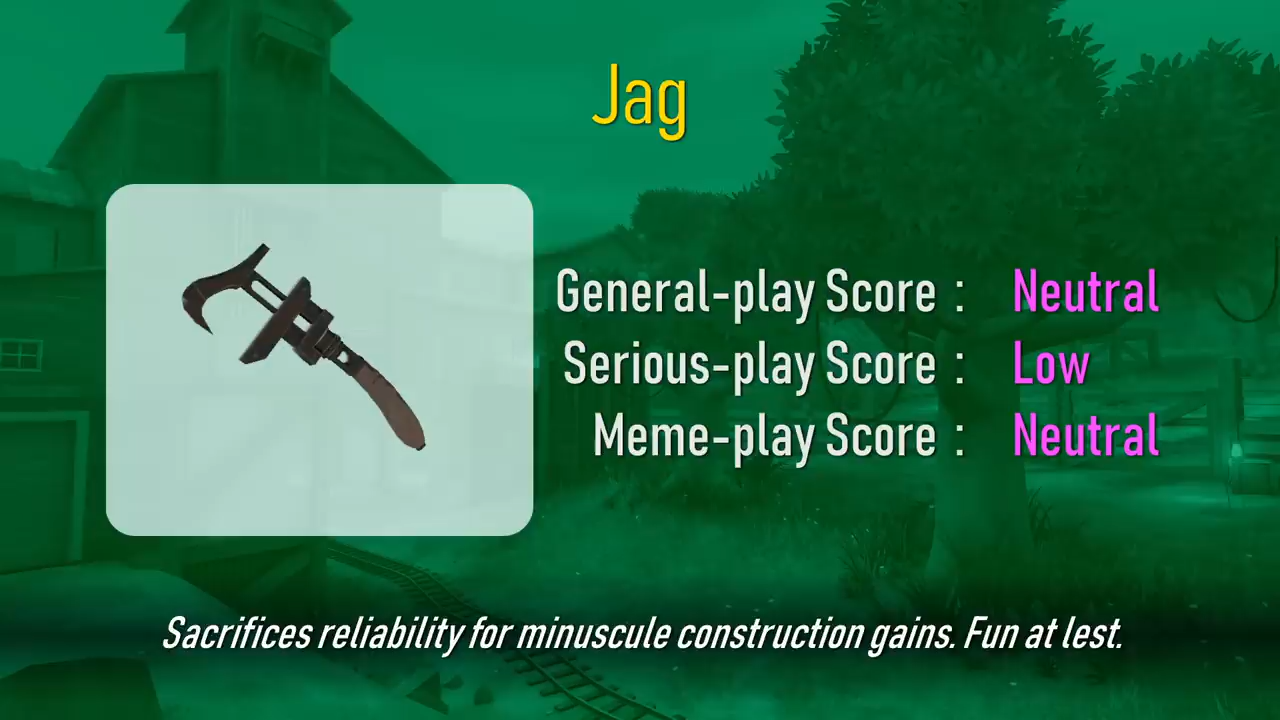 Jag
General-play Score : Neutral
Serious-play Score : Low
Meme-play Score : Neutral
Sacrifices reliability for minuscule construction gains. Fun at lest.